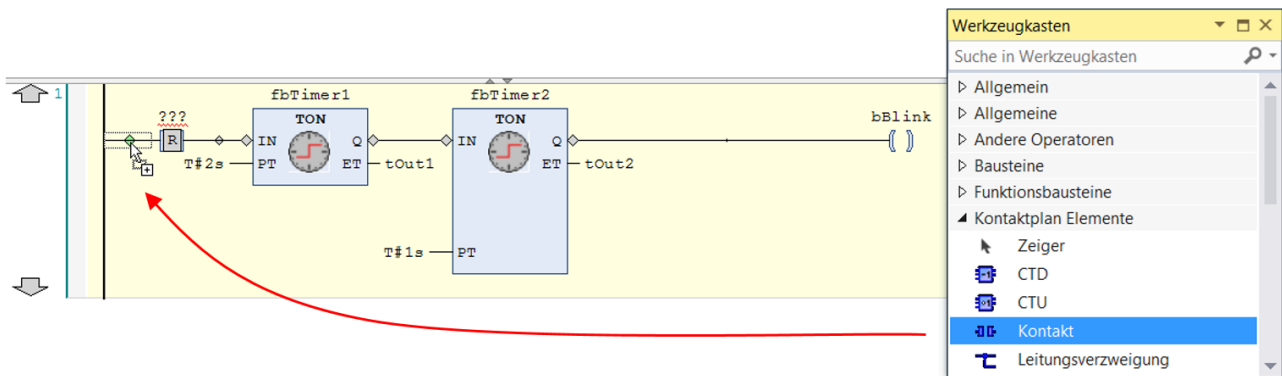 Werkzeugkasten
Suche in Werkzeugkasten
1
fbTimer1
fbTimer2
???
TON
TON
bBlink
R
IN
Q
IN
Q
T#2s
PT
ET
tOut1
ET
tOut2
T#1s
PT
Allgemein
Allgemeine
Andere Operatoren
Bausteine
Funktionsbausteine
Kontaktplan Elemente
Zeiger
CTD
CTU
Kontakt
Leitungsverzweigung